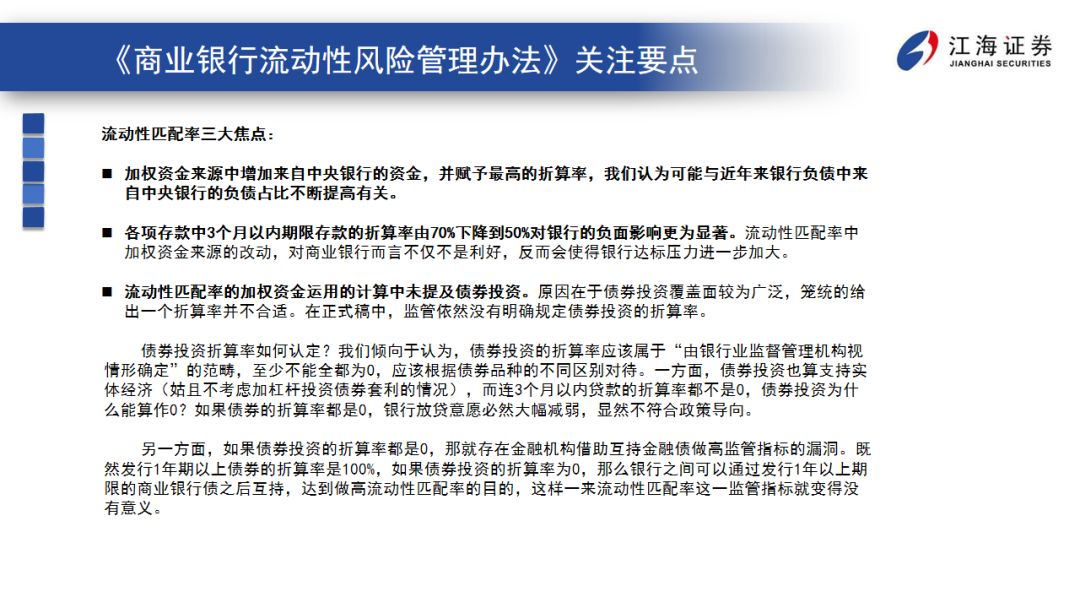 《商业银行流动性风险管理办法》关注要点
江海证券
JIANGHAI SECURITIES
流动性匹配率三大焦点：
■ 加权资金来源中增加来自中央银行的资金，并赋予最高的折算率，我们认为可能与近年来银行负债中来
自中央银行的负债占比不断提高有关。
■ 各项存款中3个月以内期限存款的折算率由70%下降到50%对银行的负面影响更为显著。流动性匹配率中
加权资金来源的改动，对商业银行而言不仅不是利好，反而会使得银行达标压力进一步加大。
■ 流动性匹配率的加权资金运用的计算中未提及债券投资。原因在于债券投资覆盖面较为广泛，笼统的给
出一个折算率并不合适。在正式稿中，监管依然没有明确规定债券投资的折算率。
债券投资折算率如何认定？我们倾向于认为，债券投资的折算率应该属于“由银行业监督管理机构视
情形确定”的范畴，至少不能全都为0，应该根据债券品种的不同区别对待。一方面，债券投资也算支持实
体经济（姑且不考虑加杠杆投资债券套利的情况），而连3个月以内贷款的折算率都不是0，债券投资为什
么能算作0？如果债券的折算率都是0，银行放贷意愿必然大幅减弱，显然不符合政策导向。
另一方面，如果债券投资的折算率都是0，那就存在金融机构借助互持金融债做高监管指标的漏洞。既
然发行1年期以上债券的折算率是100%，如果债券投资的折算率为0，那么银行之间可以通过发行1年以上期
限的商业银行债之后互持，达到做高流动性匹配率的目的，这样一来流动性匹配率这一监管指标就变得没
有意义。